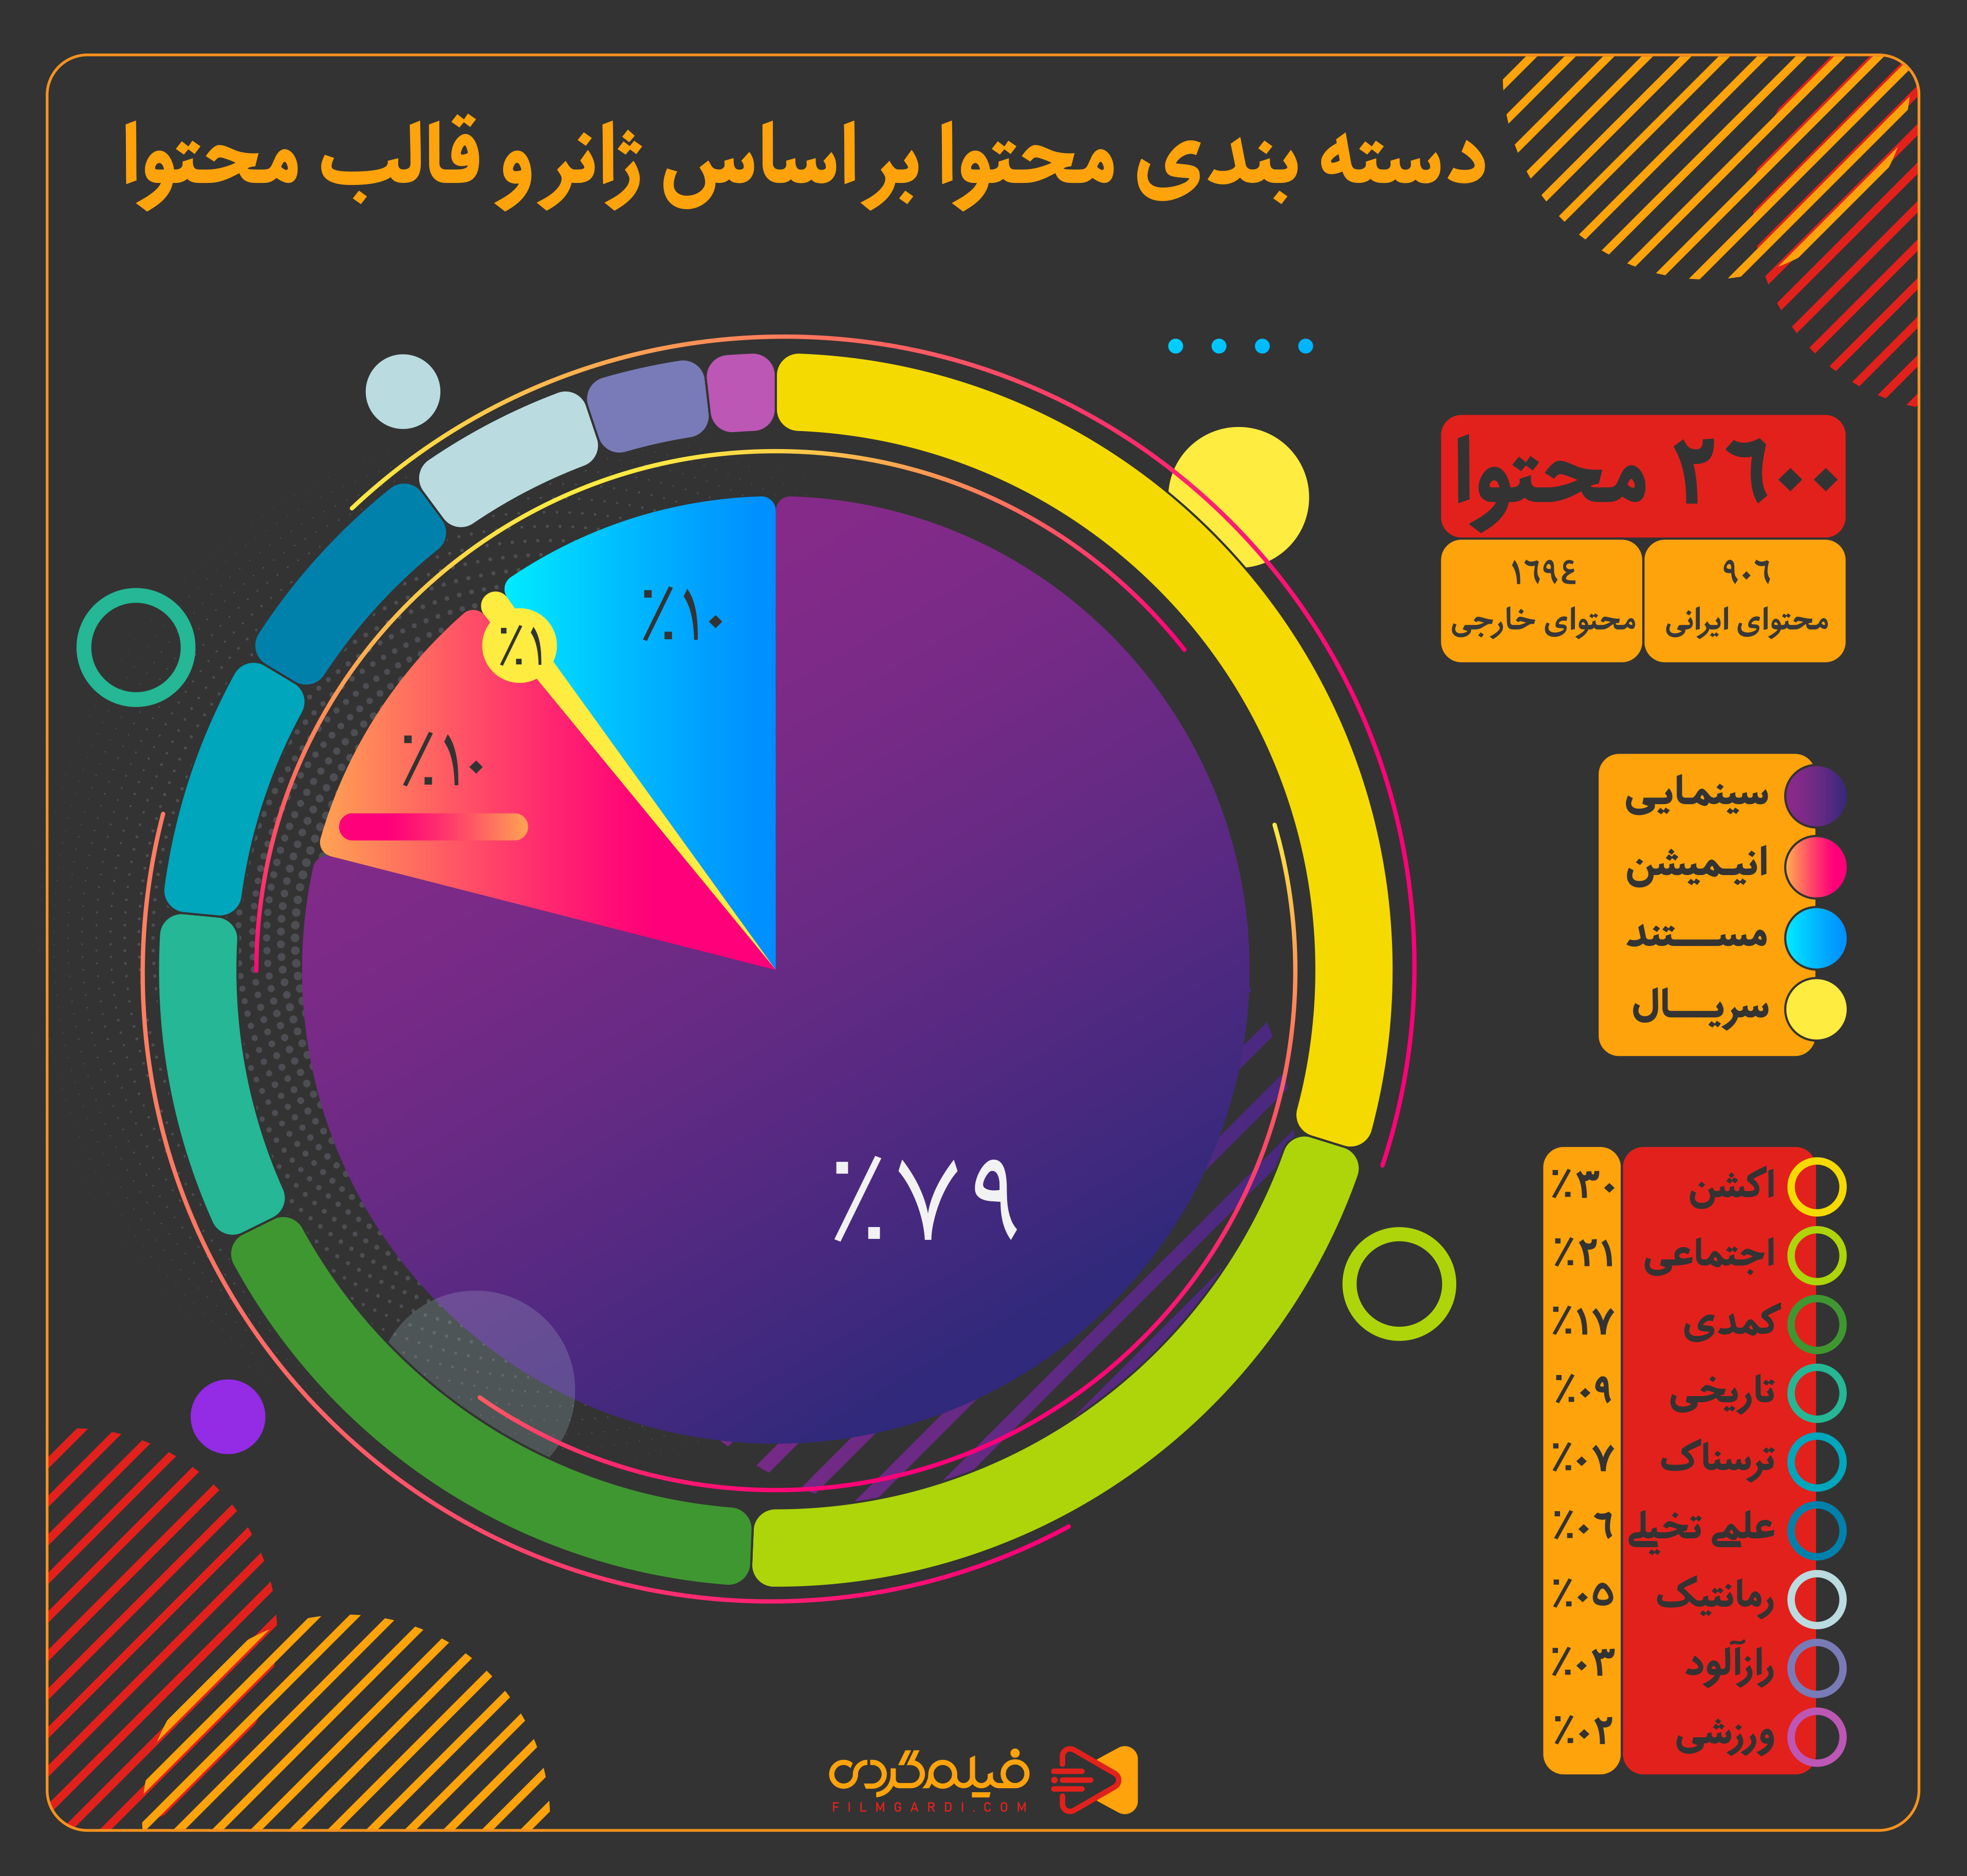 دسته‌بندی محتوا بر اساس ژانر و قالب محتوا
۲۶۰۰ محتوا
۹۰۶
محتوای ایرانی
۱۶۹۴
محتوای خارجی
سینمایی
انیمیشن
مستند
سریال
٪۱۰
٪۱
٪۱۰
٪۷۹
اکشن ٪۳۰
اجتماعی ٪۲۱
کمدی ٪۱۷
تاریخی ٪۰۹
ترسناک ٪۰۷
علمی تخیلی ٪۰۶
رمانتیک ٪۰۵
رازآلود ٪۰۳
ورزشی ٪۰۲
فیلم‌گردی
FILMGARDI.COM